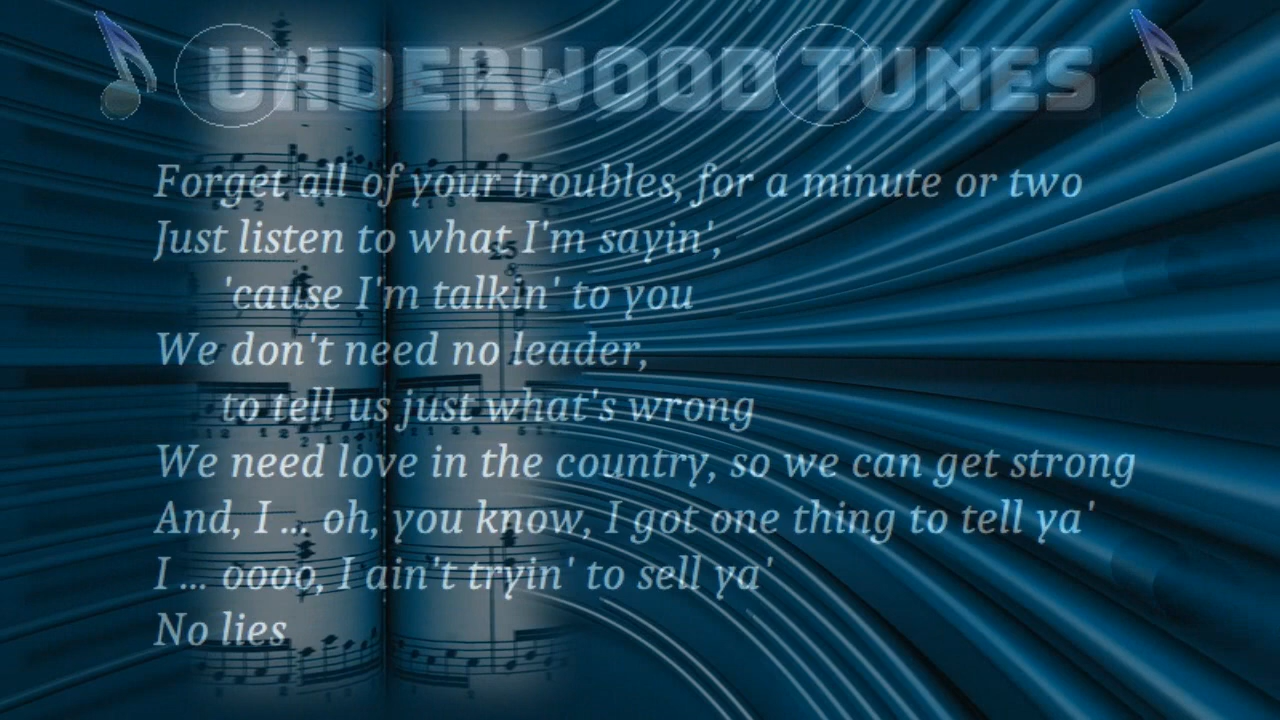 UNDERWOOD TUNES
Forget all of your troubles, for a minute or two
Just listen to what I'm sayin',
'cause I'm talkin' to you
We don't need no leader,
to tell us just what's wrong
We need love in the country, so we can get strong
And, I ... oh, you know, I got one thing to tell ya'
I ... oooo, I ain't tryin' to sell ya'
No lies